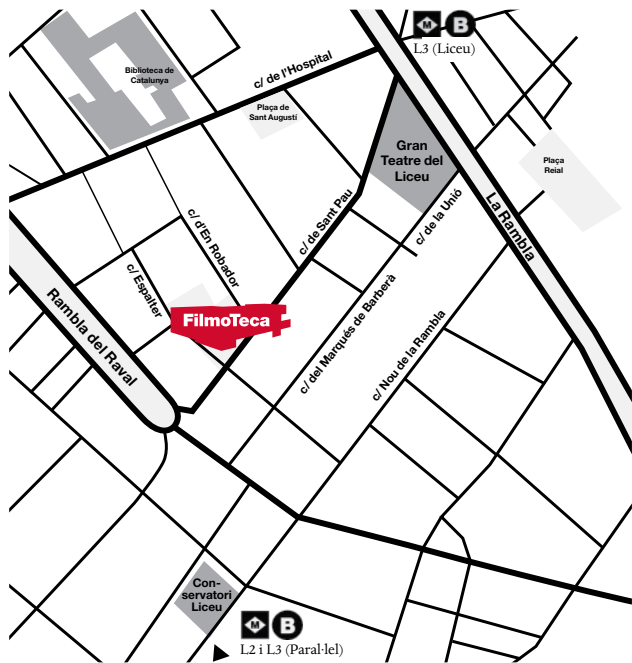 M B
L3 (Liceu)
Biblioteca de
Catalunya
c/ de l'Hospital
Plaça de
Sant Augustí
Gran
Teatre del
Liceu
Plaça
Reial
c/ de Sant Pau
c/ de la Unió
La Rambla
c/ d'En Robador
c/ Espalter
FilmoTeca
Rambla del Raval
c/ del Marqués de Barberà
c/ Nou de la Rambla
Con-
servatori
Liceu
M B
L2 i L3 (Paral·lel)